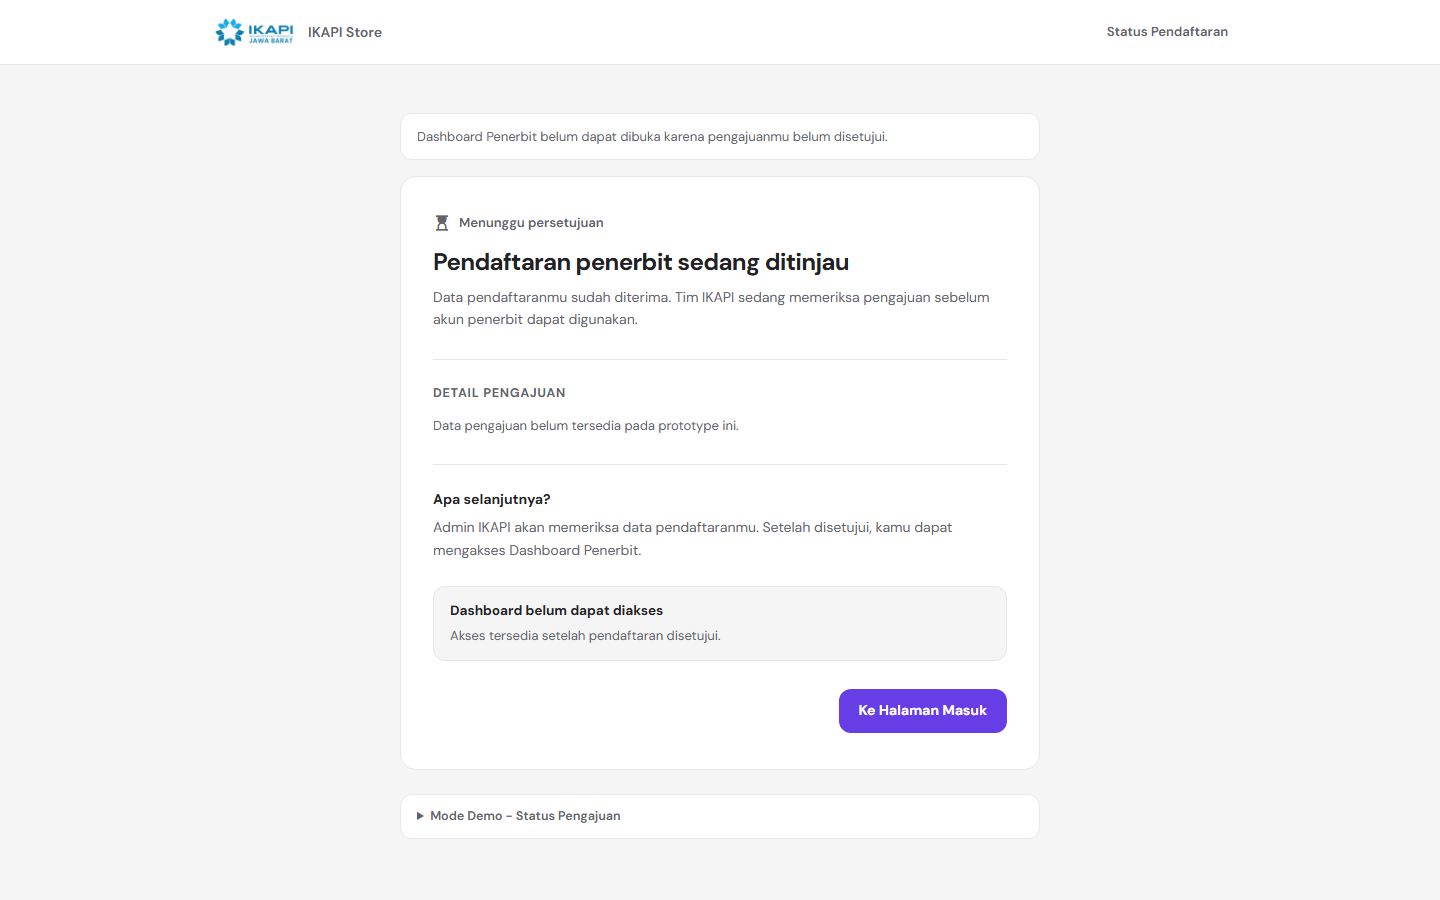 IKAPI
JAWA BARAT
IKAPI Store
Status Pendaftaran
Dashboard Penerbit belum dapat dibuka karena pengajuanmu belum disetujui.
Menunggu persetujuan
Pendaftaran penerbit sedang ditinjau
Data pendaftaranmu sudah diterima. Tim IKAPI sedang memeriksa pengajuan sebelum
akun penerbit dapat digunakan.
DETAIL PENGAJUAN
Data pengajuan belum tersedia pada prototype ini.
Apa selanjutnya?
Admin IKAPI akan memeriksa data pendaftaranmu. Setelah disetujui, kamu dapat
mengakses Dashboard Penerbit.
Dashboard belum dapat diakses
Akses tersedia setelah pendaftaran disetujui.
Ke Halaman Masuk
Mode Demo - Status Pengajuan